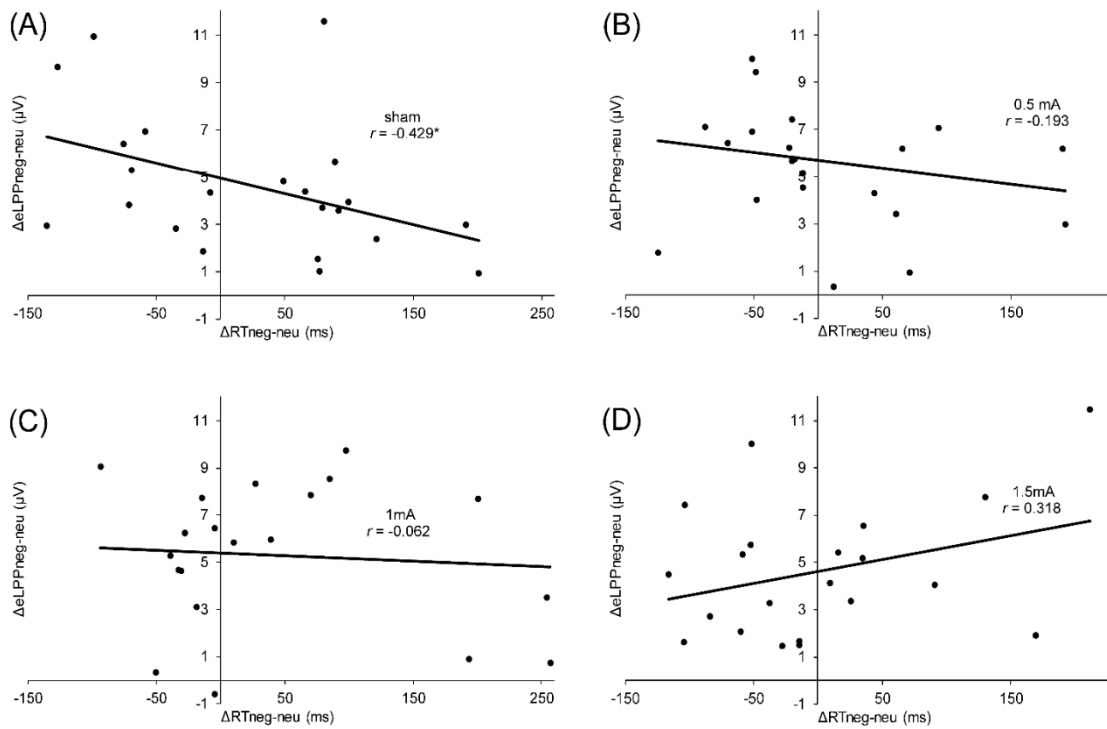 (A)
11
9
7
5
3
1
-1
ΔeLPPneg-neu (µV)
sham
r = -0.429*
-150
-50
50
150
250
ΔRTneg-neu (ms)
(B)
11
9
7
5
3
1
-1
ΔeLPPneg-neu (µV)
0.5 mA
r = -0.193
-150
-50
50
150
ΔRTneg-neu (ms)
(C)
11
9
7
5
3
1
-1
ΔeLPPneg-neu (µV)
1mA
r = -0.062
-150
-50
50
150
250
ΔRTneg-neu (ms)
(D)
11
9
7
5
3
1
-1
ΔeLPPneg-neu (µV)
1.5mA
r = 0.318
-150
-50
50
150
ΔRTneg-neu (ms)